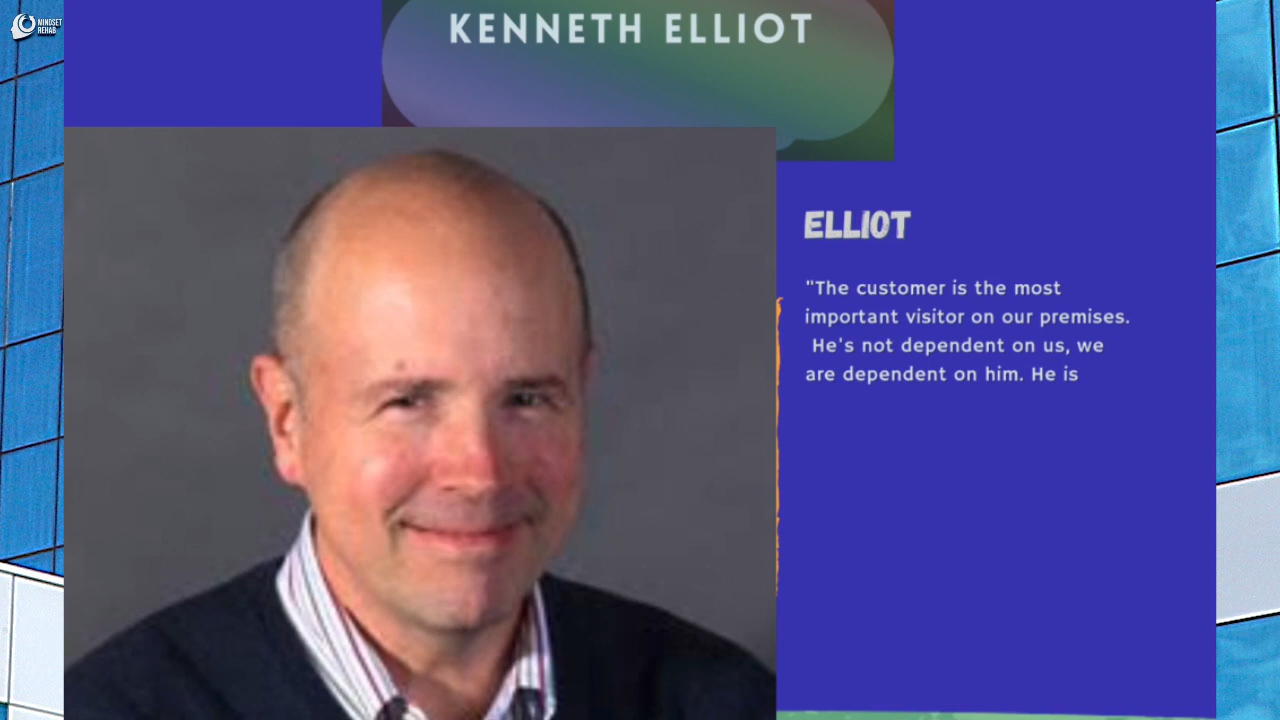 MINDSET
REHAB
KENNETH ELLIOT
ELLIOT
"The customer is the most
important visitor on our premises.
He's not dependent on us, we
are dependent on him. He is